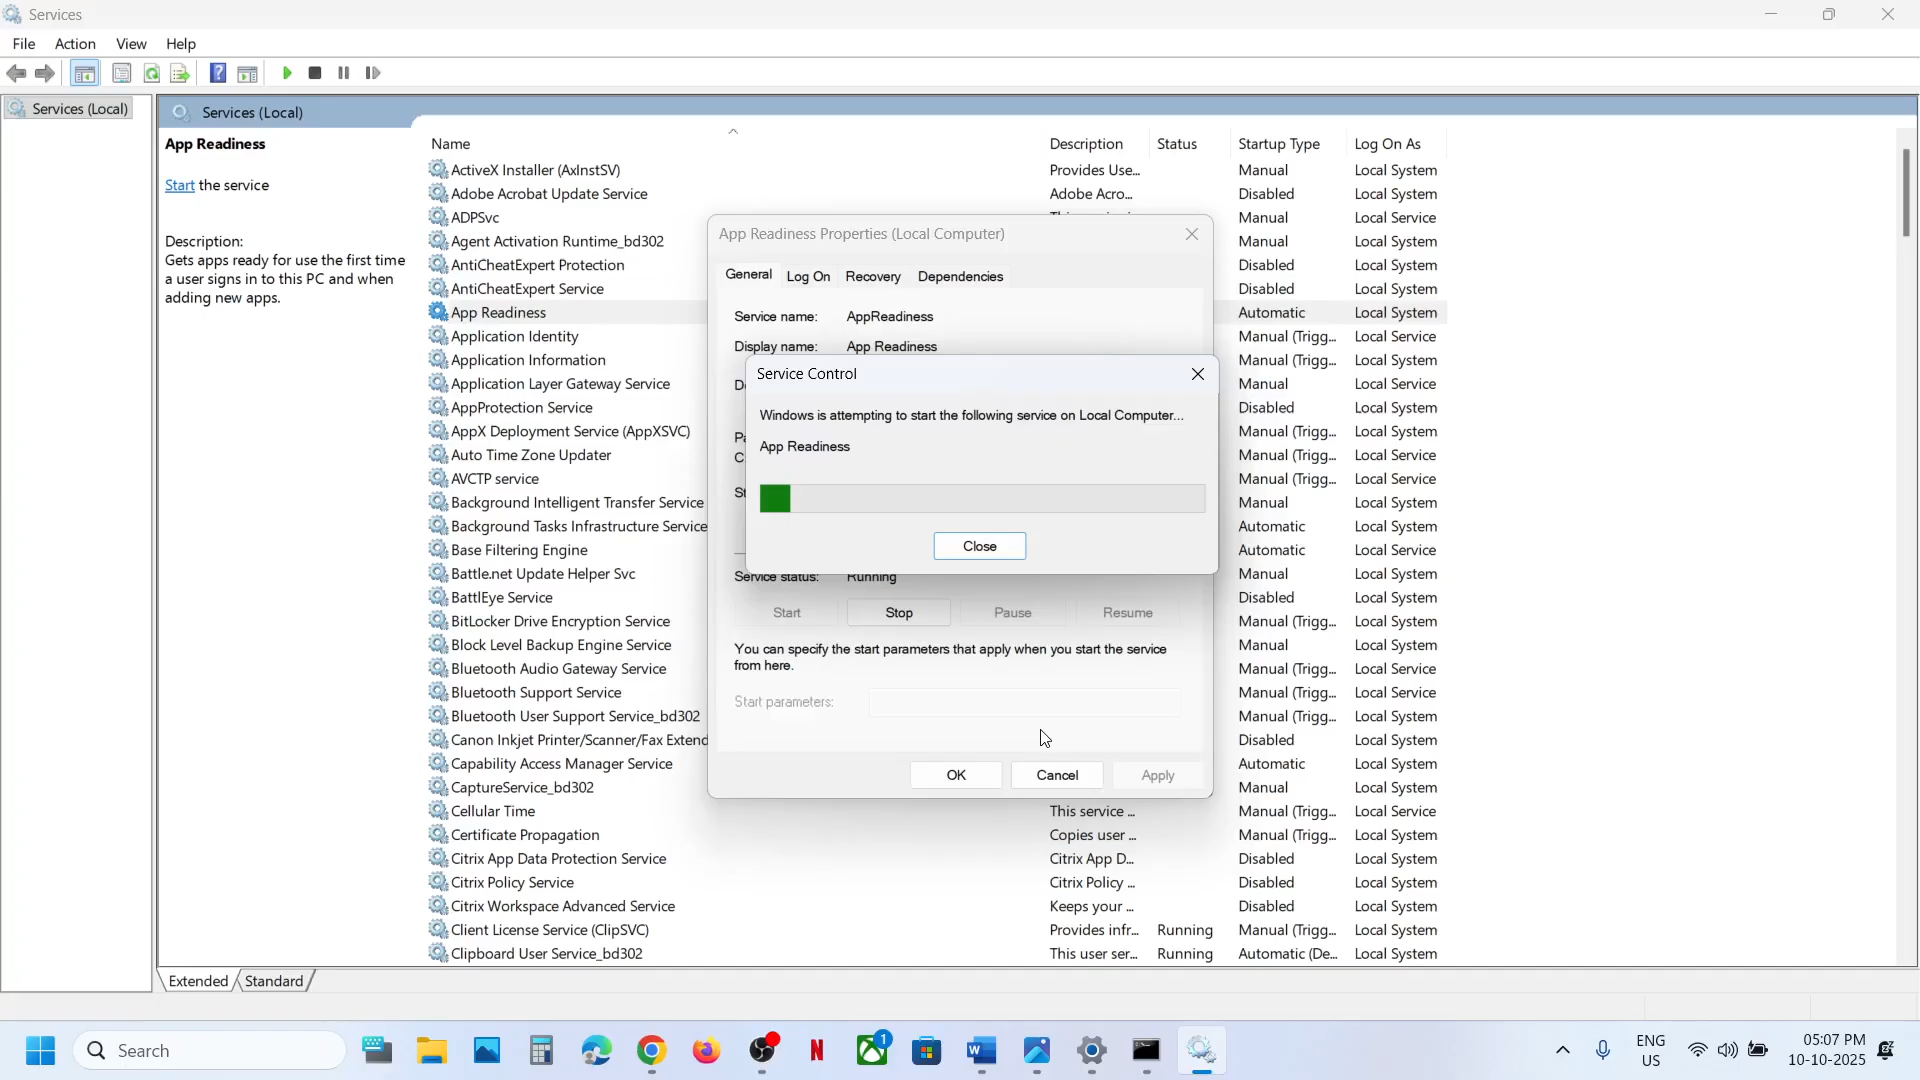 Services
File Action View Help
Services (Local)
Services (Local)
App Readiness
Start the service
Description:
Gets apps ready for use the first time
a user signs in to this PC and when
adding new apps.
Name Description Status Startup Type Log On As
ActiveX Installer (AxInstSV) Provides Use... Manual Local System
Adobe Acrobat Update Service Adobe Acro... Disabled Local System
ADPSvc Manual Local Service
Agent Activation Runtime_bd302 Manual Local System
AntiCheatExpert Protection Disabled Local System
AntiCheatExpert Service Disabled Local System
App Readiness Automatic Local System
Application Identity Manual (Trigg... Local Service
Application Information Manual (Trigg... Local System
Application Layer Gateway Service Manual Local Service
AppProtection Service Disabled Local System
AppX Deployment Service (AppXSVC) Manual (Trigg... Local System
Auto Time Zone Updater Manual (Trigg... Local Service
AVCTP service Manual (Trigg... Local Service
Background Intelligent Transfer Service Manual Local System
Background Tasks Infrastructure Service Automatic Local System
Base Filtering Engine Automatic Local Service
Battle.net Update Helper Svc Manual Local System
BattlEye Service Disabled Local System
BitLocker Drive Encryption Service Manual (Trigg... Local System
Block Level Backup Engine Service Manual Local System
Bluetooth Audio Gateway Service Manual (Trigg... Local Service
Bluetooth Support Service Manual (Trigg... Local Service
Bluetooth User Support Service_bd302 Manual (Trigg... Local System
Canon Inkjet Printer/Scanner/Fax Extend Disabled Local System
Capability Access Manager Service Automatic Local System
CaptureService_bd302 Manual Local System
Cellular Time This service ... Manual (Trigg... Local Service
Certificate Propagation Copies user ... Manual (Trigg... Local System
Citrix App Data Protection Service Citrix App D... Disabled Local System
Citrix Policy Service Citrix Policy ... Disabled Local System
Citrix Workspace Advanced Service Keeps your ... Disabled Local System
Client License Service (ClipSVC) Provides infr... Running Manual (Trigg... Local System
Clipboard User Service_bd302 This user ser... Running Automatic (De... Local System
App Readiness Properties (Local Computer)
General Log On Recovery Dependencies
Service name: AppReadiness
Display name: App Readiness
Service Control
Windows is attempting to start the following service on Local Computer...
App Readiness
Close
Service status: Running
Start Stop Pause Resume
You can specify the start parameters that apply when you start the service
from here.
Start parameters:
OK Cancel Apply
Extended Standard
Search
1
ENG
US
05:07 PM
10-10-2025